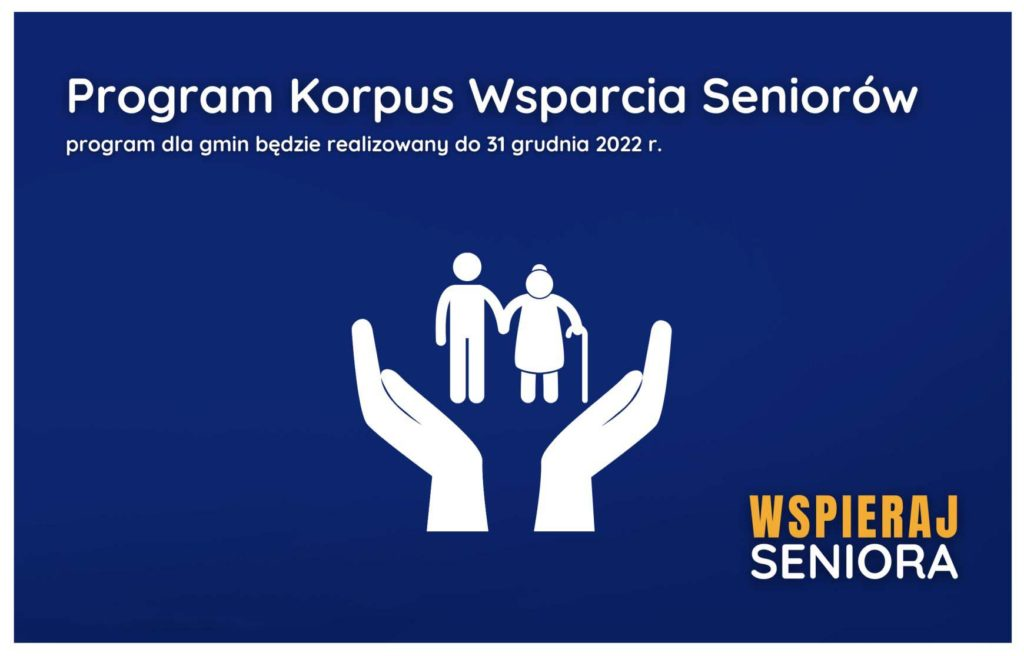 Program Korpus Wsparcia Seniorów
program dla gmin będzie realizowany do 31 grudnia 2022 r.
WSPIERAJ
SENIORA